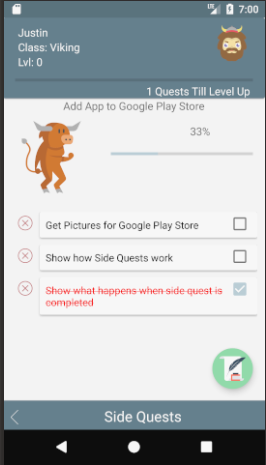 7:00
Justin
Class: Viking
Lvl: 0
1 Quests Till Level Up
Add App to Google Play Store
33%
Get Pictures for Google Play Store
Show how Side Quests work
Show what happens when side quest is
completed
Side Quests